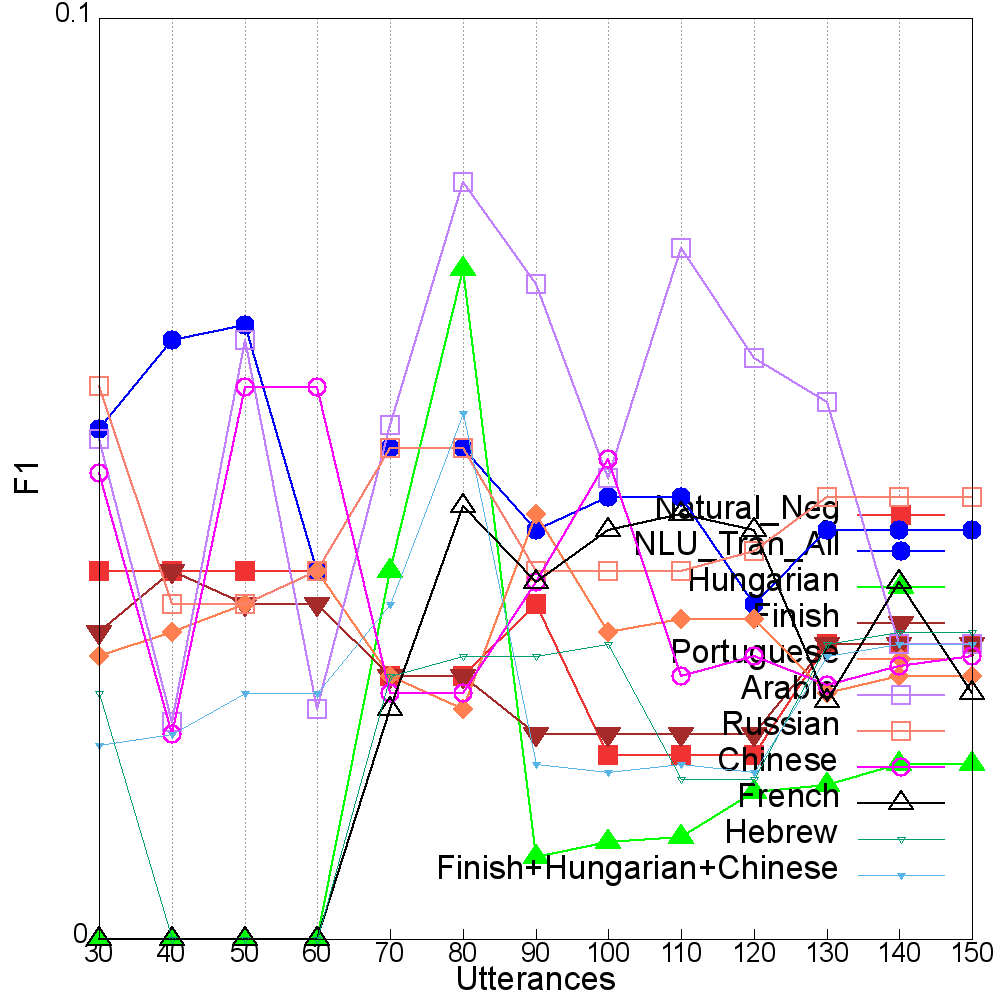 0.1
F1
Natural_Neg
NLU_Tran_All
Hungarian
Finish
Portuguese
Arabic
Russian
Chinese
French
Hebrew
Finish+Hungarian+Chinese
0
30 40 50 60 70 80 90 100 110 120 130 140 150
Utterances